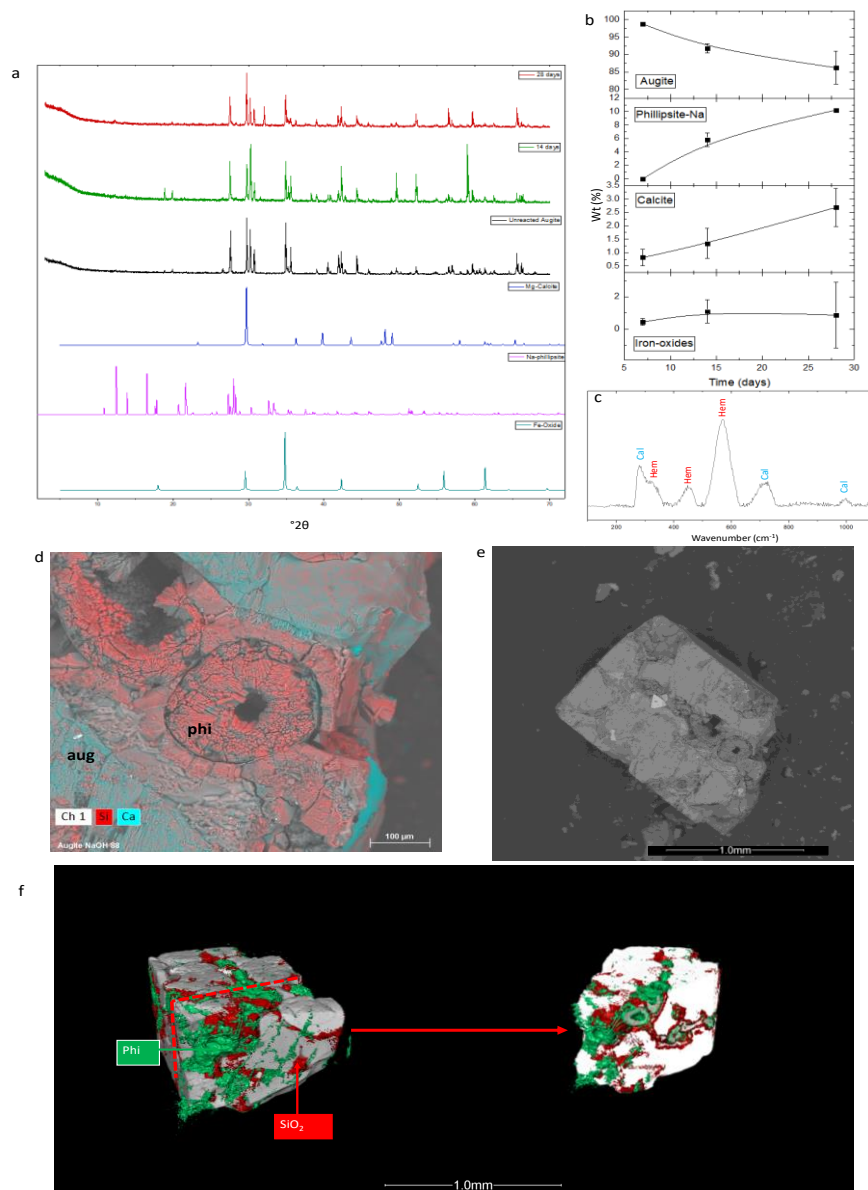 a
28 days
14 days
Unreacted Augite
Mg-Calcite
Na-phillipsite
Fe-Oxide
10 20 30 40 50 60 70
°2θ
b
100
95
90
85
80
Augite
12
10
8
6
4
2
0
Phillipsite-Na
3.5
3.0
2.5
2.0
1.5
1.0
0.5
Calcite
Wt (%)
2
0
Iron-oxides
5 10 15 20 25 30
Time (days)
c
Cal
Hem
Hem
Hem
Cal
Cal
200 400 600 800 1000
Wavenumber (cm⁻¹)
d
phi
aug
Ch 1 Si Ca
100 µm
e
1.0mm
f
Phi
SiO₂
1.0mm